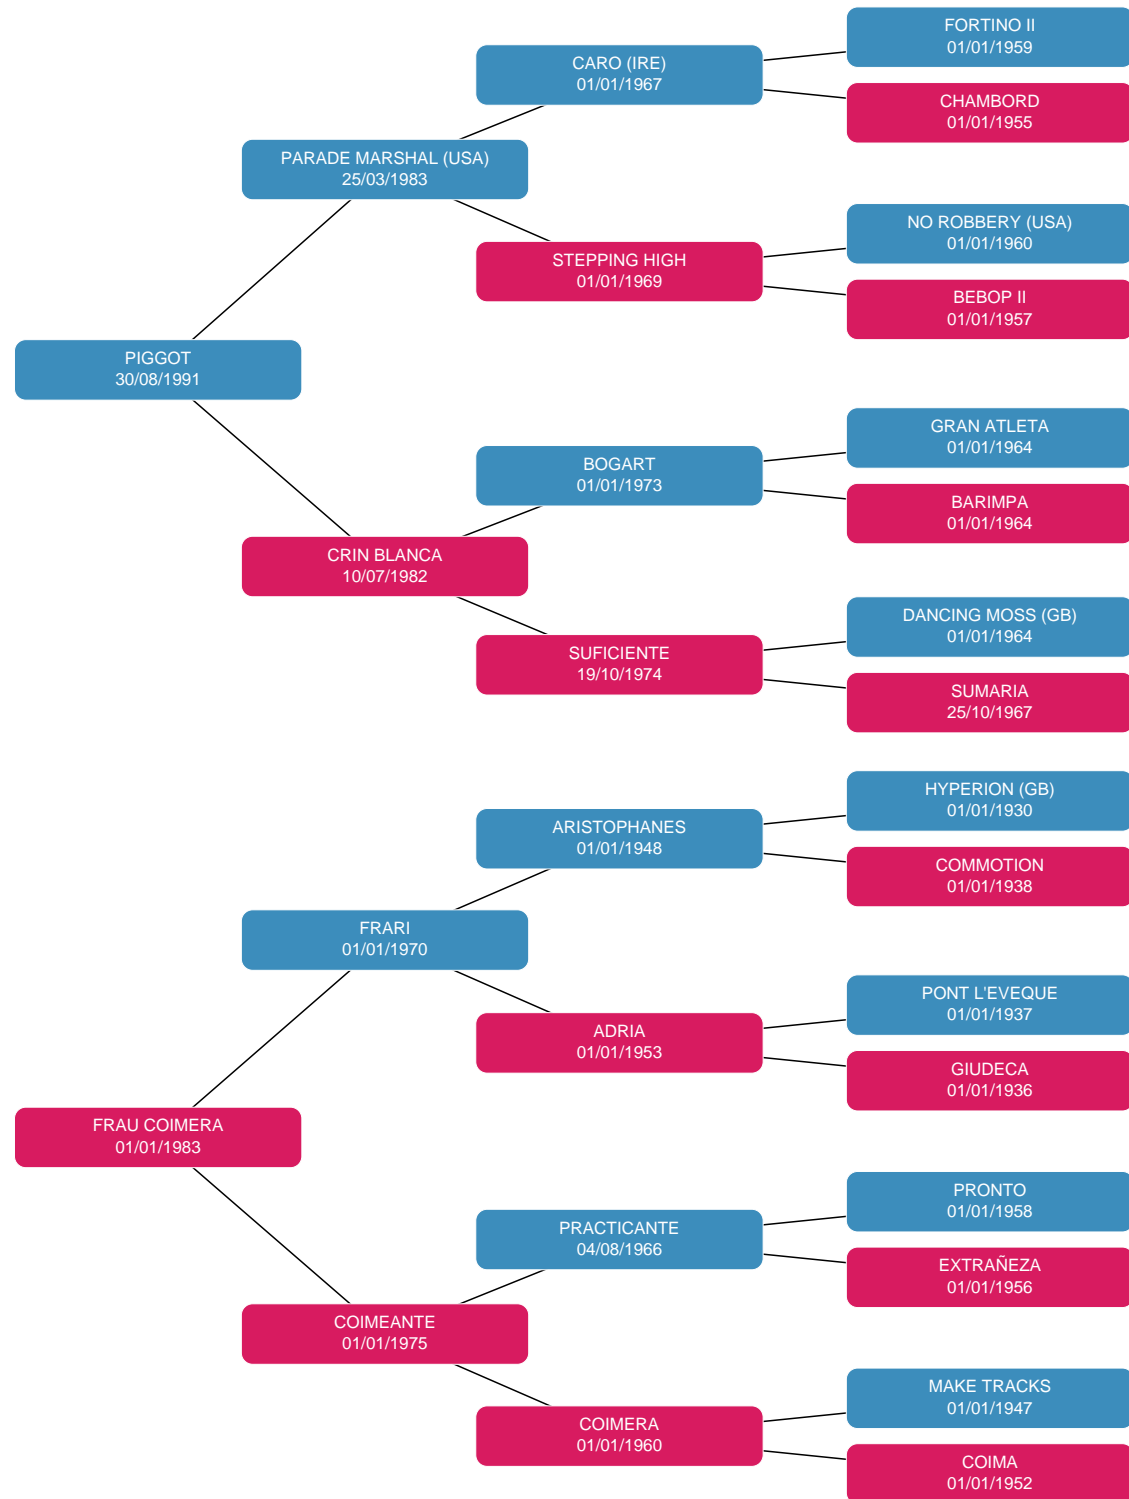 FORTINO II
01/01/1959
CARO (IRE)
01/01/1967
CHAMBORD
01/01/1955
PARADE MARSHAL (USA)
25/03/1983
NO ROBBERY (USA)
01/01/1960
STEPPING HIGH
01/01/1969
BEBOP II
01/01/1957
PIGGOT
30/08/1991
GRAN ATLETA
01/01/1964
BOGART
01/01/1973
BARIMPA
01/01/1964
CRIN BLANCA
10/07/1982
DANCING MOSS (GB)
01/01/1964
SUFICIENTE
19/10/1974
SUMARIA
25/10/1967
HYPERION (GB)
01/01/1930
ARISTOPHANES
01/01/1948
COMMOTION
01/01/1938
FRARI
01/01/1970
PONT L'EVEQUE
01/01/1937
ADRIA
01/01/1953
GIUDECA
01/01/1936
FRAU COIMERA
01/01/1983
PRONTO
01/01/1958
PRACTICANTE
04/08/1966
EXTRAÑEZA
01/01/1956
COIMEANTE
01/01/1975
MAKE TRACKS
01/01/1947
COIMERA
01/01/1960
COIMA
01/01/1952